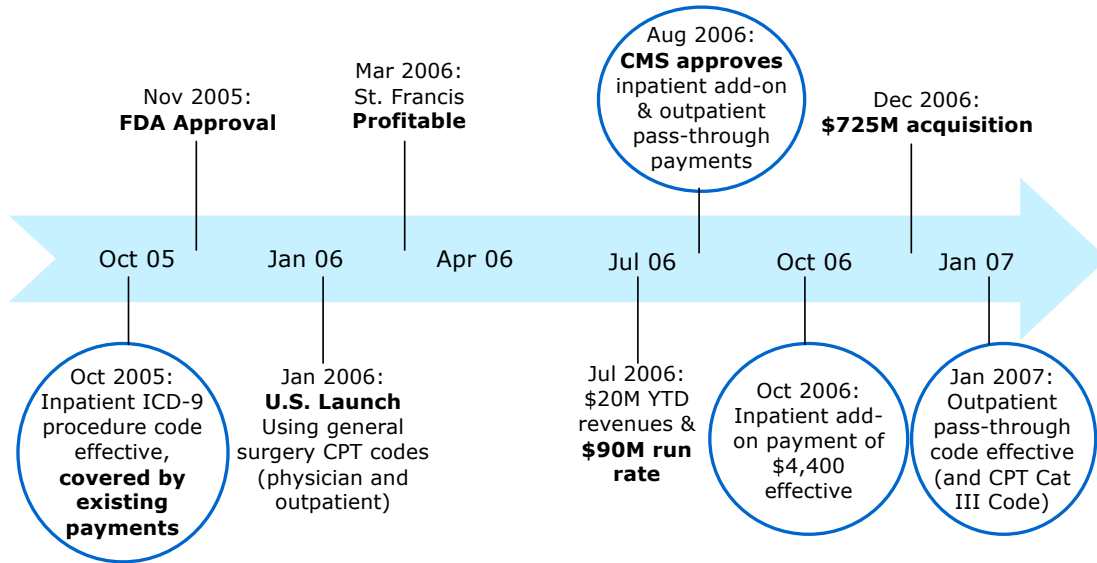 Aug 2006:
CMS approves
inpatient add-on
& outpatient
pass-through
payments
Mar 2006:
St. Francis
Profitable
Nov 2005:
FDA Approval
Dec 2006:
$725M acquisition
Oct 05
Jan 06
Apr 06
Jul 06
Oct 06
Jan 07
Oct 2005:
Inpatient ICD-9
procedure code
effective,
covered by
existing
payments
Jan 2006:
U.S. Launch
Using general
surgery CPT codes
(physician and
outpatient)
Jul 2006:
$20M YTD
revenues &
$90M run
rate
Oct 2006:
Inpatient add-
on payment of
$4,400
effective
Jan 2007:
Outpatient
pass-through
code effective
(and CPT Cat
III Code)